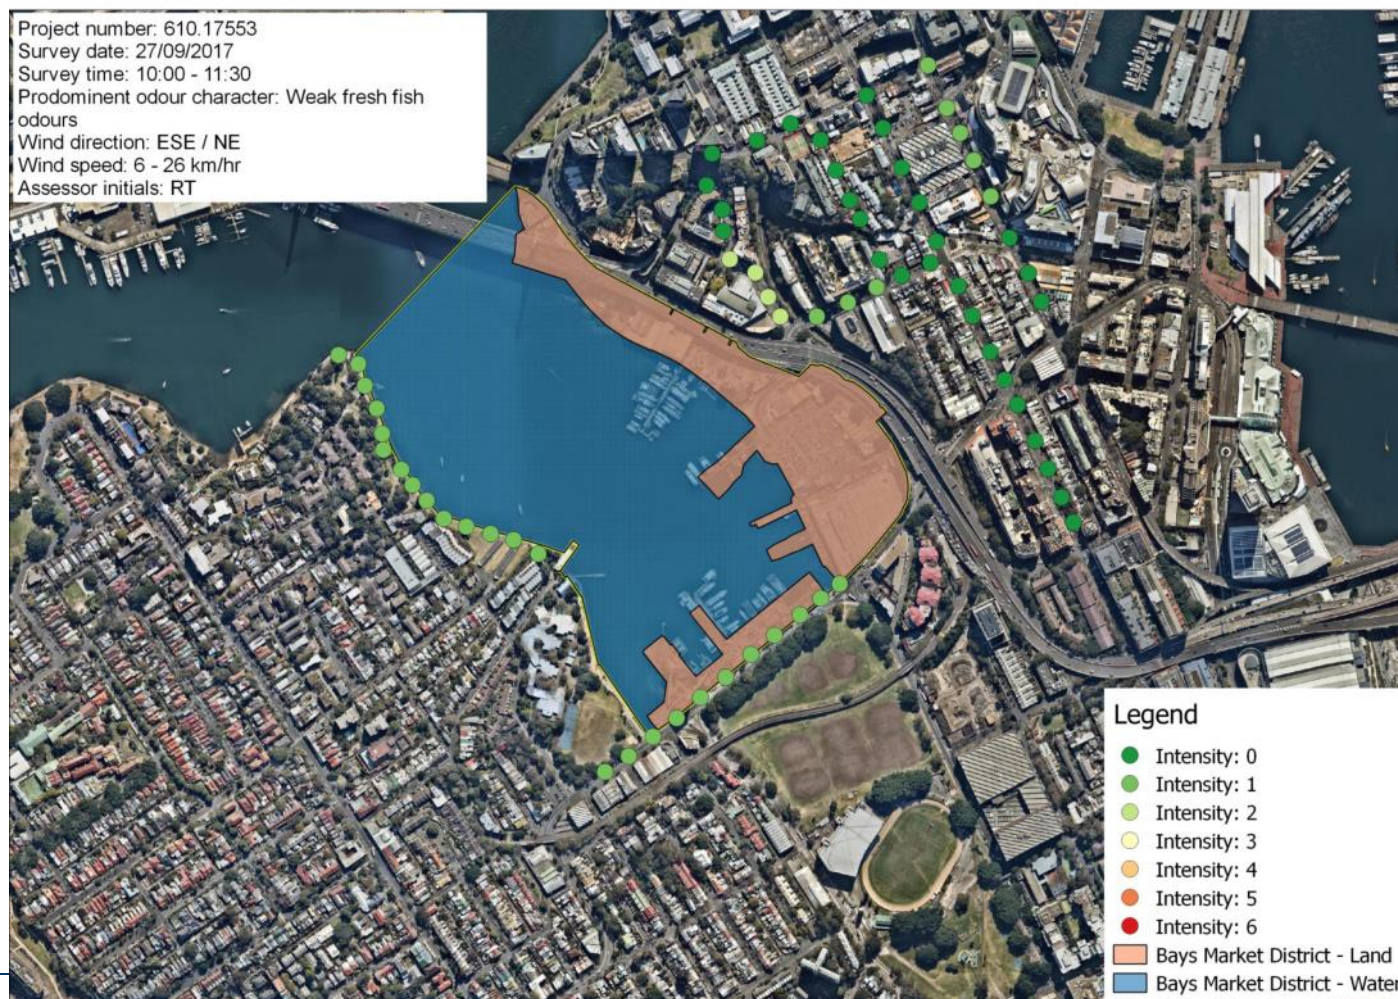 Project number: 610.17553
Survey date: 27/09/2017
Survey time: 10:00 - 11:30
Prodominent odour character: Weak fresh fish
odours
Wind direction: ESE / NE
Wind speed: 6 - 26 km/hr
Assessor initials: RT
Legend
Intensity: 0
Intensity: 1
Intensity: 2
Intensity: 3
Intensity: 4
Intensity: 5
Intensity: 6
Bays Market District - Land
Bays Market District - Water